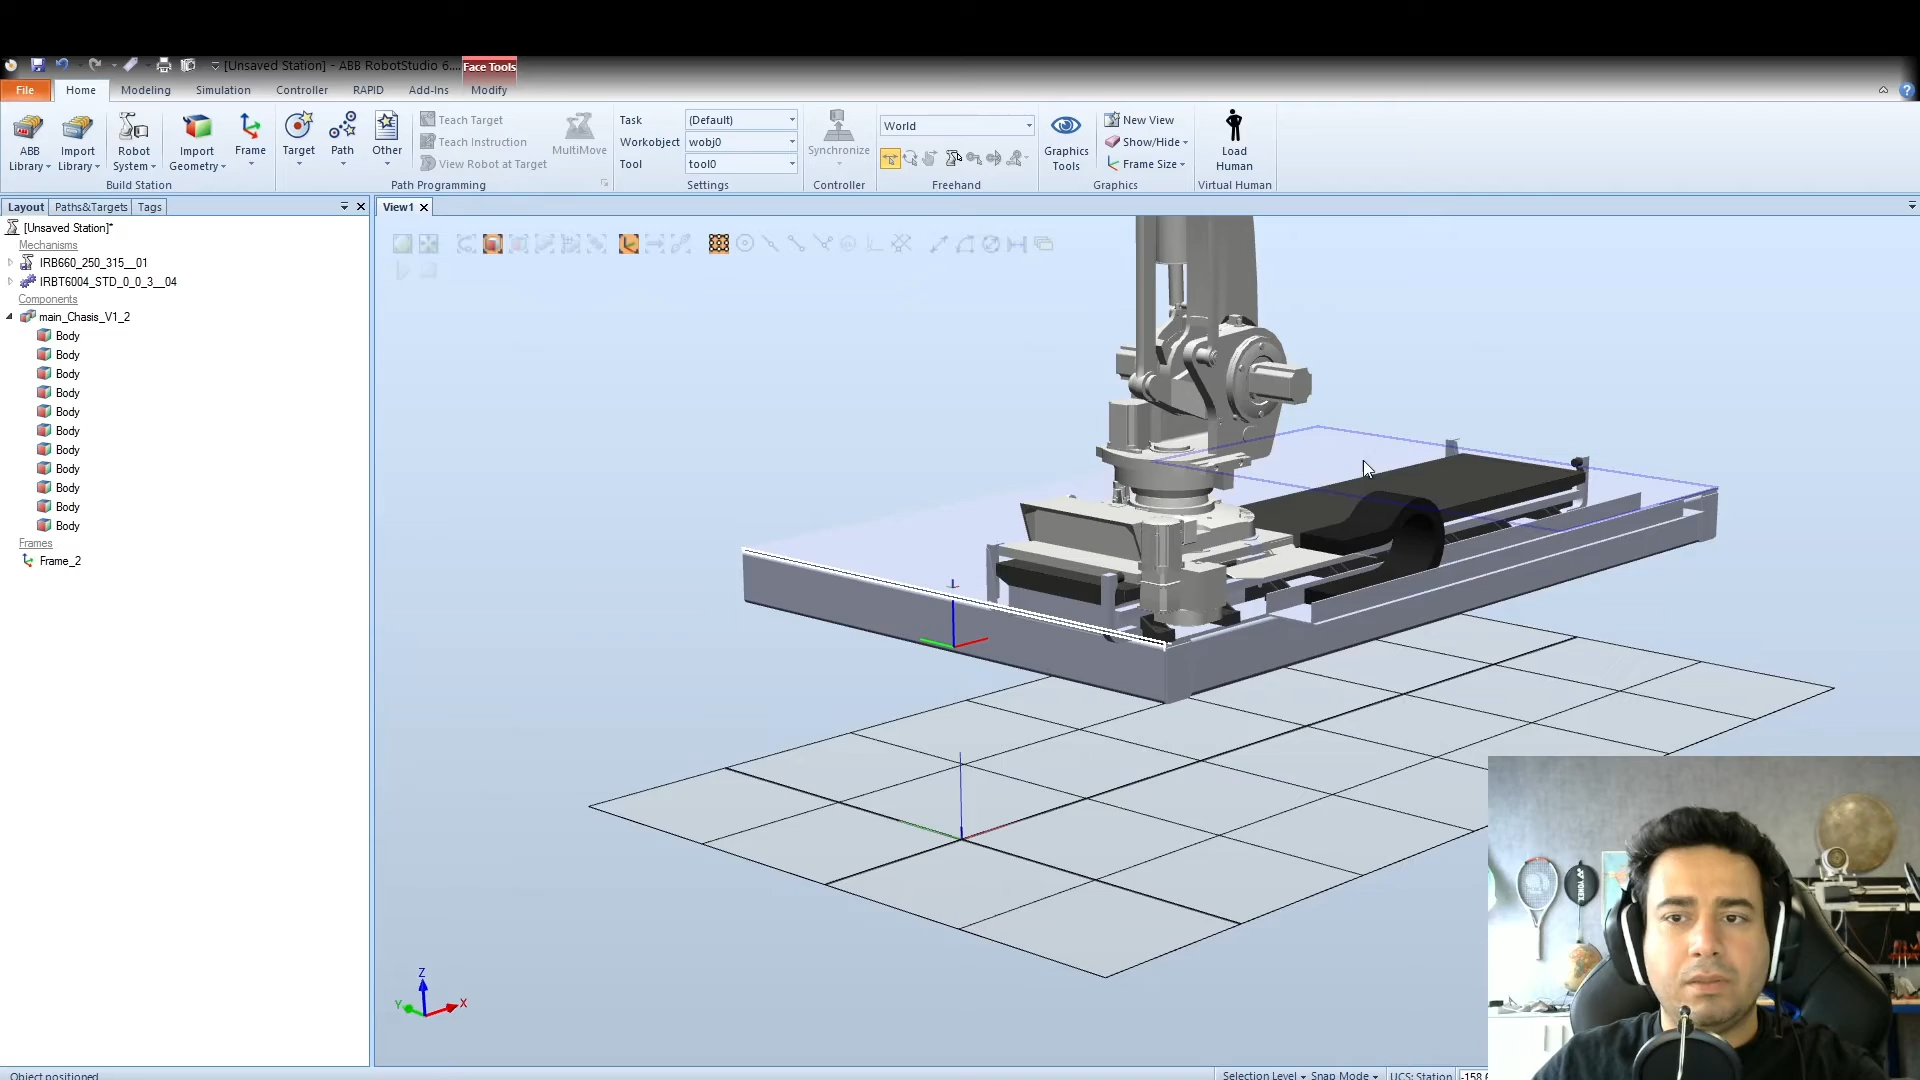 [Unsaved Station] - ABB RobotStudio 6.... Face Tools
File Home Modeling Simulation Controller RAPID Add-Ins Modify
ABB Library
Import Library
Robot System
Import Geometry
Frame
Build Station
Target
Path
Other
Teach Target
Teach Instruction
View Robot at Target
MultiMove
Path Programming
Task (Default)
Workobject wobj0
Tool tool0
Settings
Synchronize
Controller
World
Freehand
Graphics Tools
New View
Show/Hide
Frame Size
Graphics
Load Human
Virtual Human
Layout Paths&Targets Tags
View1
[Unsaved Station]*
Mechanisms
IRB660_250_315__01
IRBT6004_STD_0_0_3__04
Components
main_Chasis_V1_2
Body
Body
Body
Body
Body
Body
Body
Body
Body
Body
Body
Frames
Frame_2
Z
Y
X
YONEX
Object positioned
Selection Level Snap Mode UCS: Station